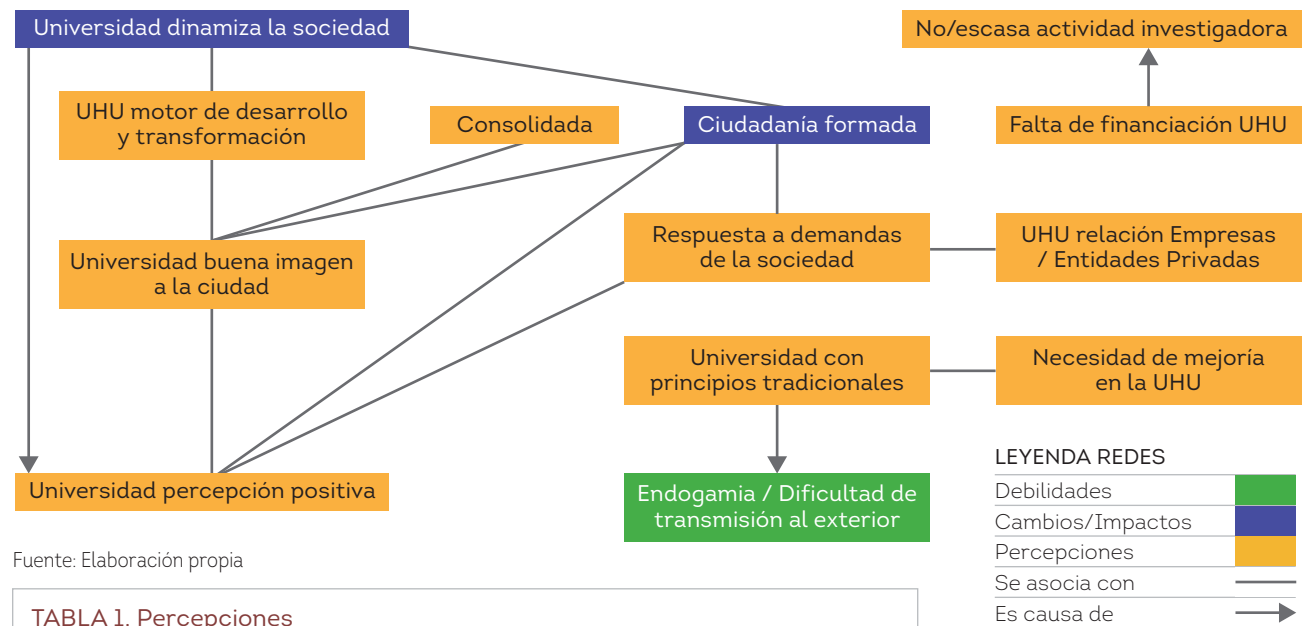 Universidad dinamiza la sociedad
No/escasa actividad investigadora
UHU motor de desarrollo
y transformación
Consolidada
Ciudadanía formada
Falta de financiación UHU
Universidad buena imagen
a la ciudad
Respuesta a demandas
de la sociedad
UHU relación Empresas
/ Entidades Privadas
Universidad con
principios tradicionales
Necesidad de mejoría
en la UHU
Universidad percepción positiva
Endogamia / Dificultad de
transmisión al exterior
LEYENDA REDES
Debilidades
Cambios/Impactos
Percepciones
Se asocia con
Es causa de
Fuente: Elaboración propia
TABLA 1. Percepciones